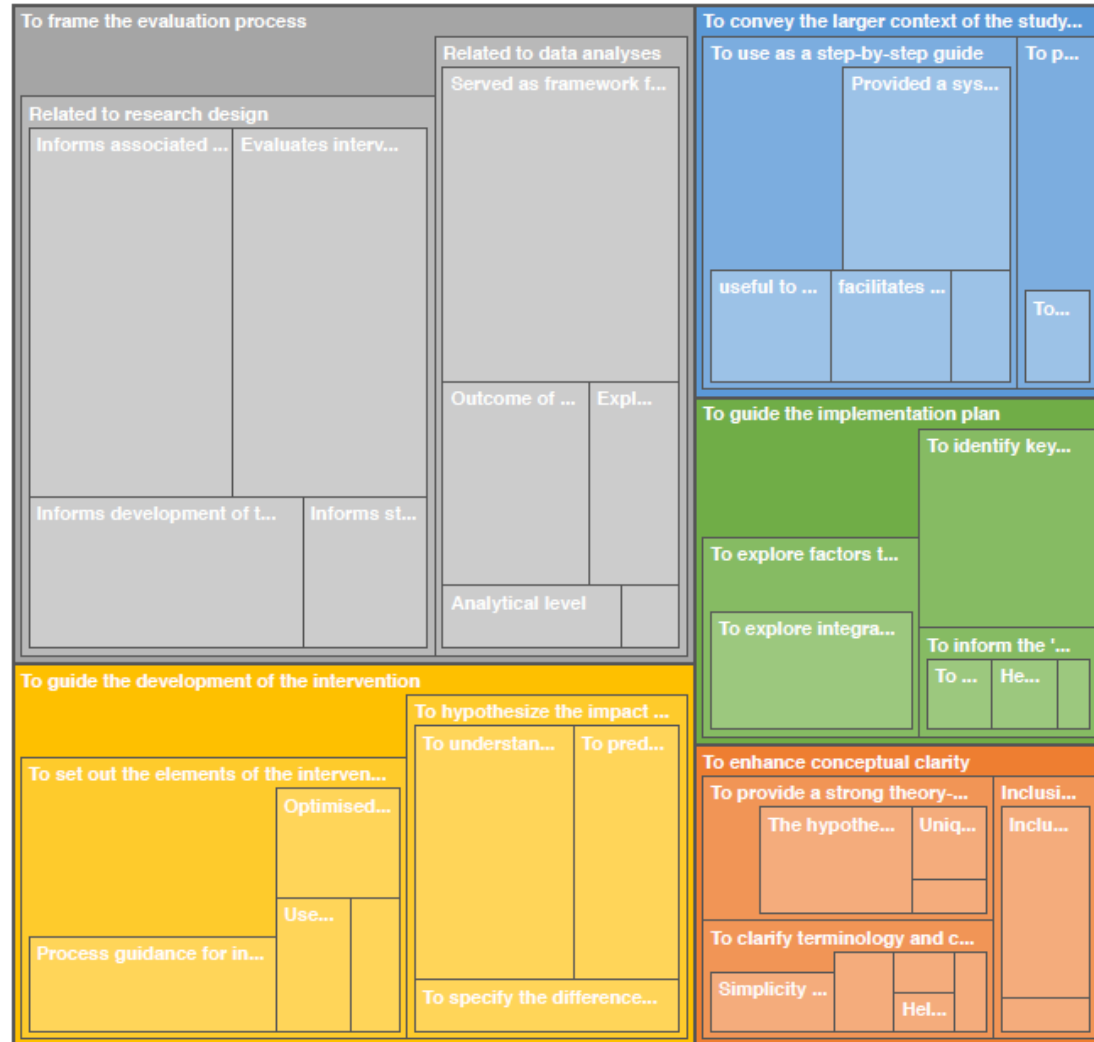 To frame the evaluation process
Related to data analyses
Served as framework f...
Related to research design
Informs associated ...
Evaluates interv...
Outcome of ...
Expl...
Informs development of t...
Informs st...
Analytical level
To convey the larger context of the study...
To use as a step-by-step guide
To p...
Provided a sys...
useful to ...
facilitates ...
To...
To guide the implementation plan
To identify key...
To explore factors t...
To explore integra...
To inform the '...
To ...
He...
To guide the development of the intervention
To hypothesize the impact ...
To understan...
To pred...
To set out the elements of the interven...
Optimised...
Use...
Process guidance for in...
To specify the difference...
To enhance conceptual clarity
To provide a strong theory-...
Inclusi...
The hypothe...
Uniq...
Inclu...
To clarify terminology and c...
Simplicity ...
Hel...